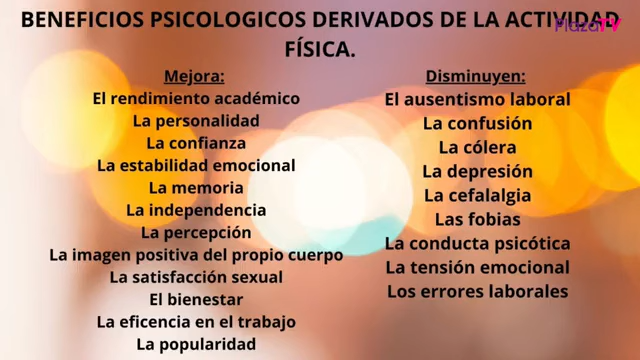 BENEFICIOS PSICOLOGICOS DERIVADOS DE LA ACTIVIDAD
FÍSICA.
PlazaTV
Mejora:
El rendimiento académico
La personalidad
La confianza
La estabilidad emocional
La memoria
La independencia
La percepción
La imagen positiva del propio cuerpo
La satisfacción sexual
El bienestar
La eficencia en el trabajo
La popularidad
Disminuyen:
El ausentismo laboral
La confusión
La cólera
La depresión
La cefalalgia
Las fobias
La conducta psicótica
La tensión emocional
Los errores laborales